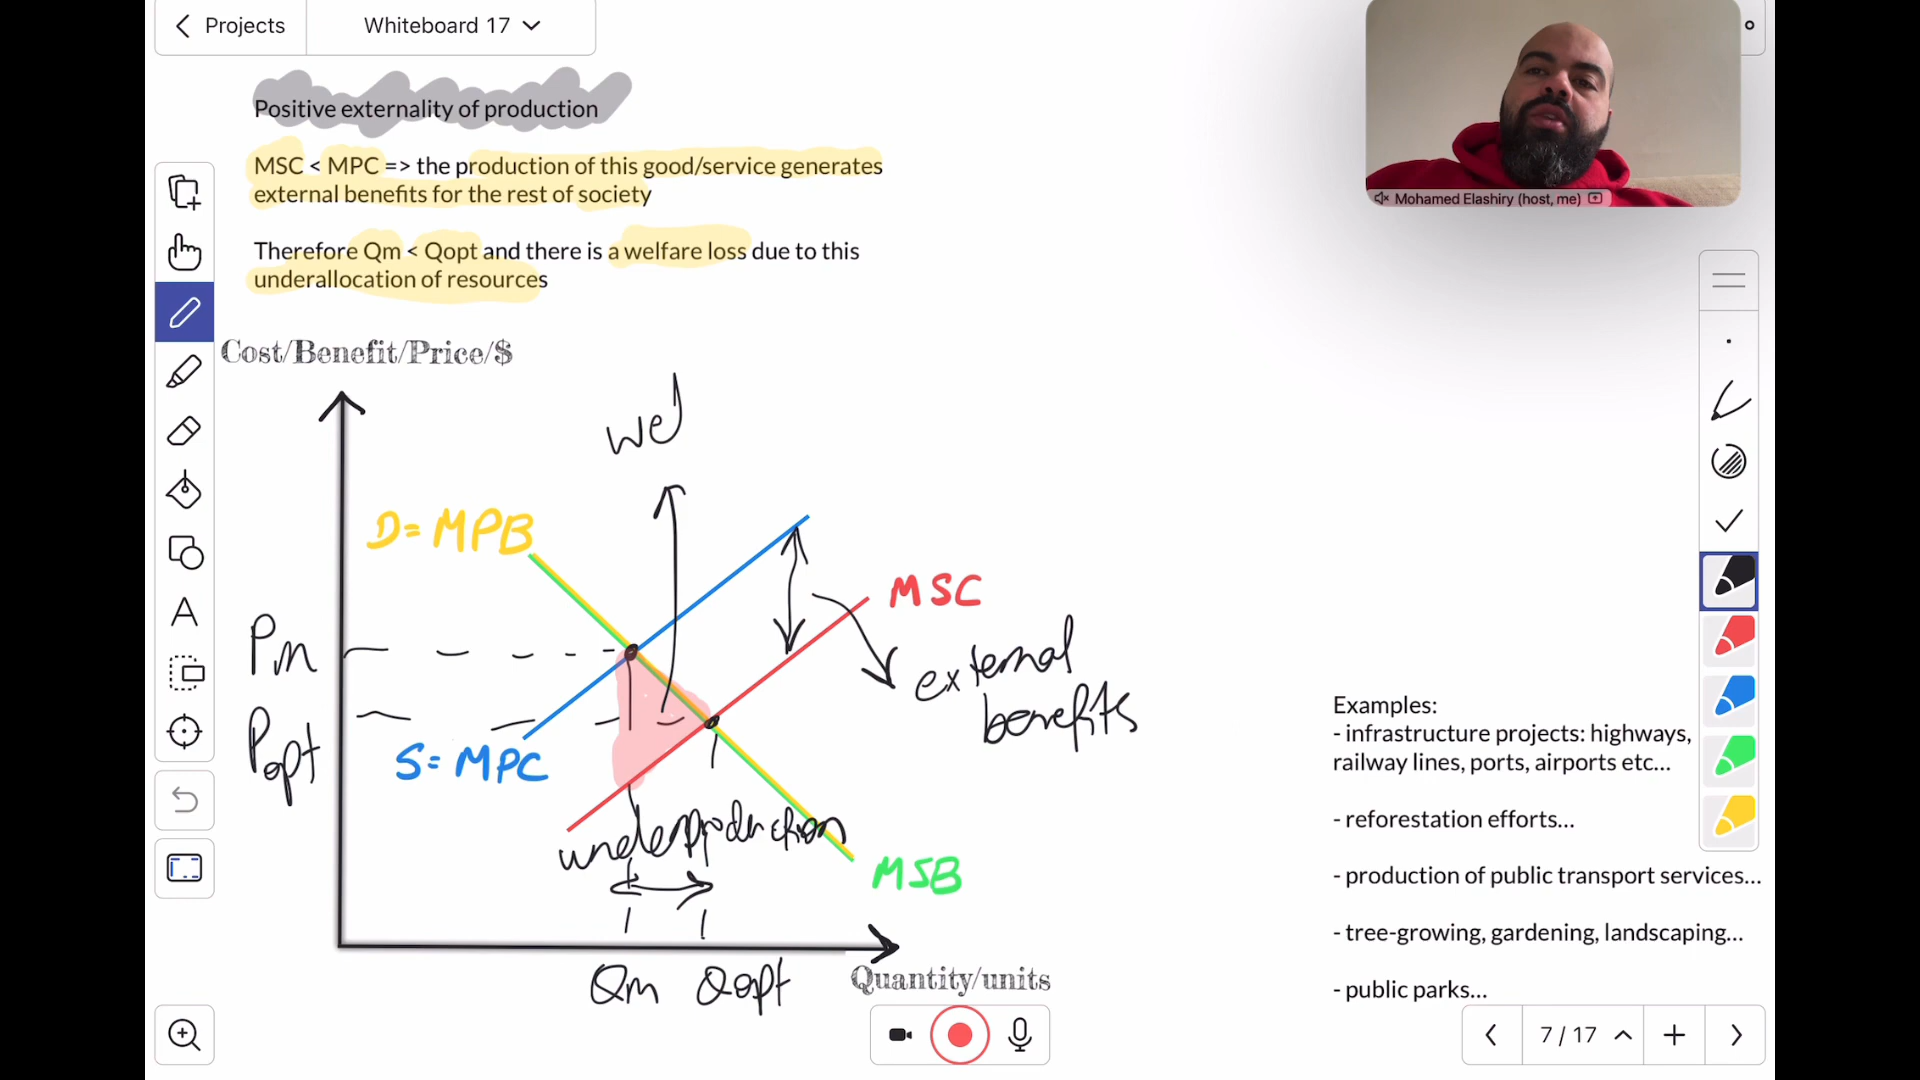 Projects
Whiteboard 17
Positive externality of production
MSC < MPC => the production of this good/service generates
external benefits for the rest of society
Therefore Qm < Qopt and there is a welfare loss due to this
underallocation of resources
Mohamed Elashiry (host, me)
Cost/Benefit/Price/$
wel
D = MPB
MSC
Pm
external
benefits
Popt
S = MPC
underproduction
MSB
Qm Qopt
Quantity/units
Examples:
- infrastructure projects: highways,
railway lines, ports, airports etc...
- reforestation efforts...
- production of public transport services...
- tree-growing, gardening, landscaping...
- public parks...
A
7 / 17